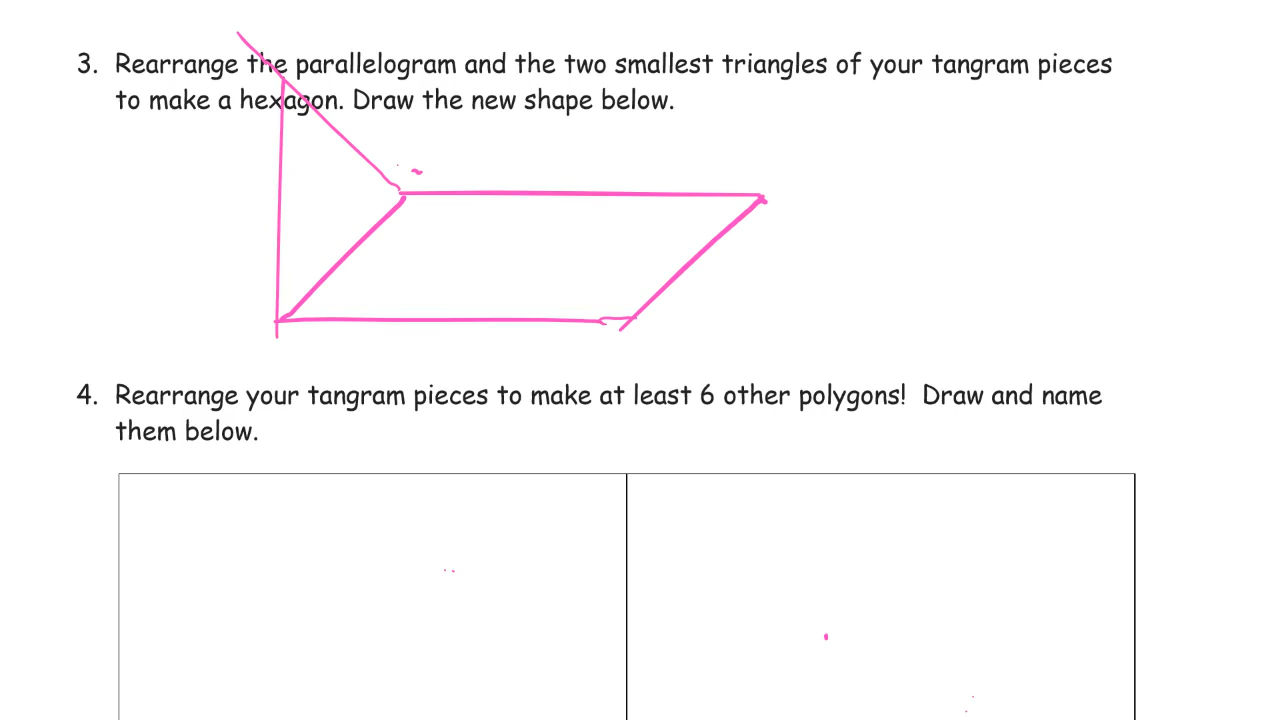 3. Rearrange the parallelogram and the two smallest triangles of your tangram pieces
to make a hexagon. Draw the new shape below.
4. Rearrange your tangram pieces to make at least 6 other polygons! Draw and name
them below.